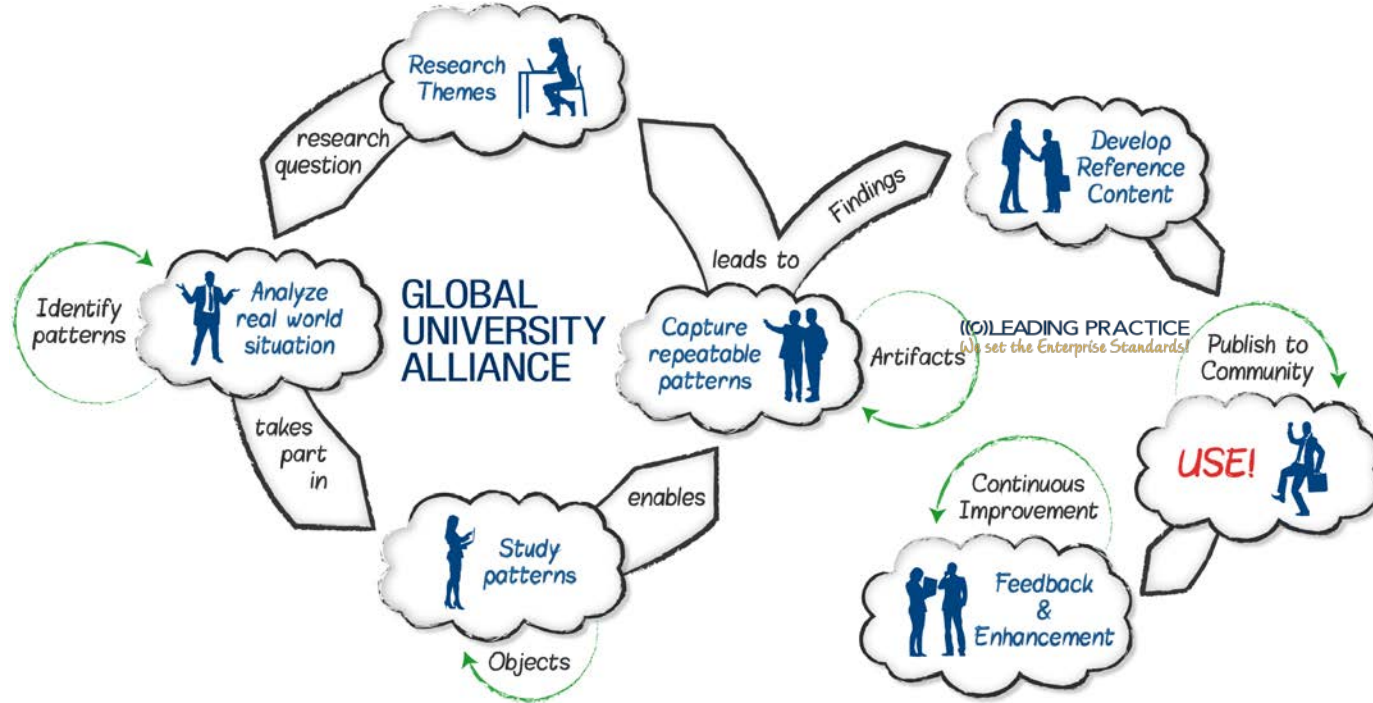 Research
Themes
research
question
Findings
Develop
Reference
Content
leads to
Identify
patterns
Analyze
real world
situation
GLOBAL
UNIVERSITY
ALLIANCE
Capture
repeatable
patterns
Artifacts
((O)LEADING PRACTICE
We set the Enterprise Standards!
Publish to
Community
USE!
takes
part
in
enables
Study
patterns
Objects
Continuous
Improvement
Feedback
&
Enhancement